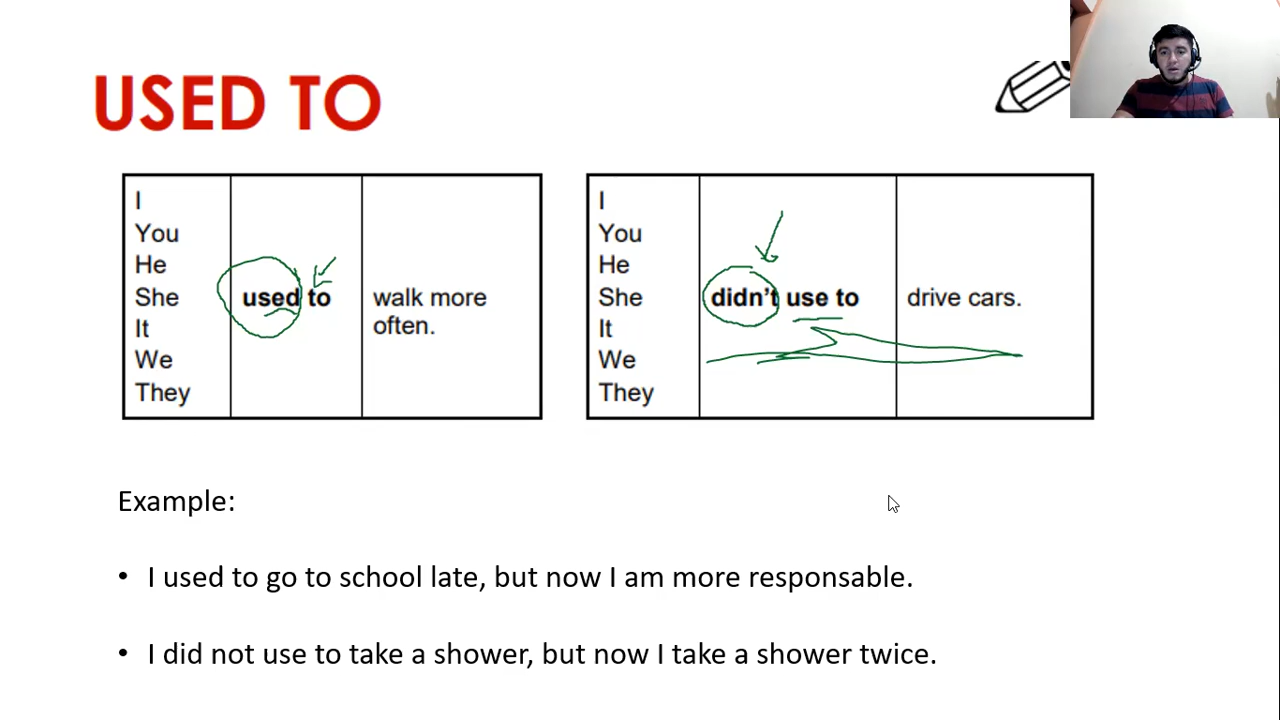 USED TO
I
You
He
She
It
We
They
used to
walk more
often.
I
You
He
She
It
We
They
didn't use to
drive cars.
Example:
• I used to go to school late, but now I am more responsable.
• I did not use to take a shower, but now I take a shower twice.